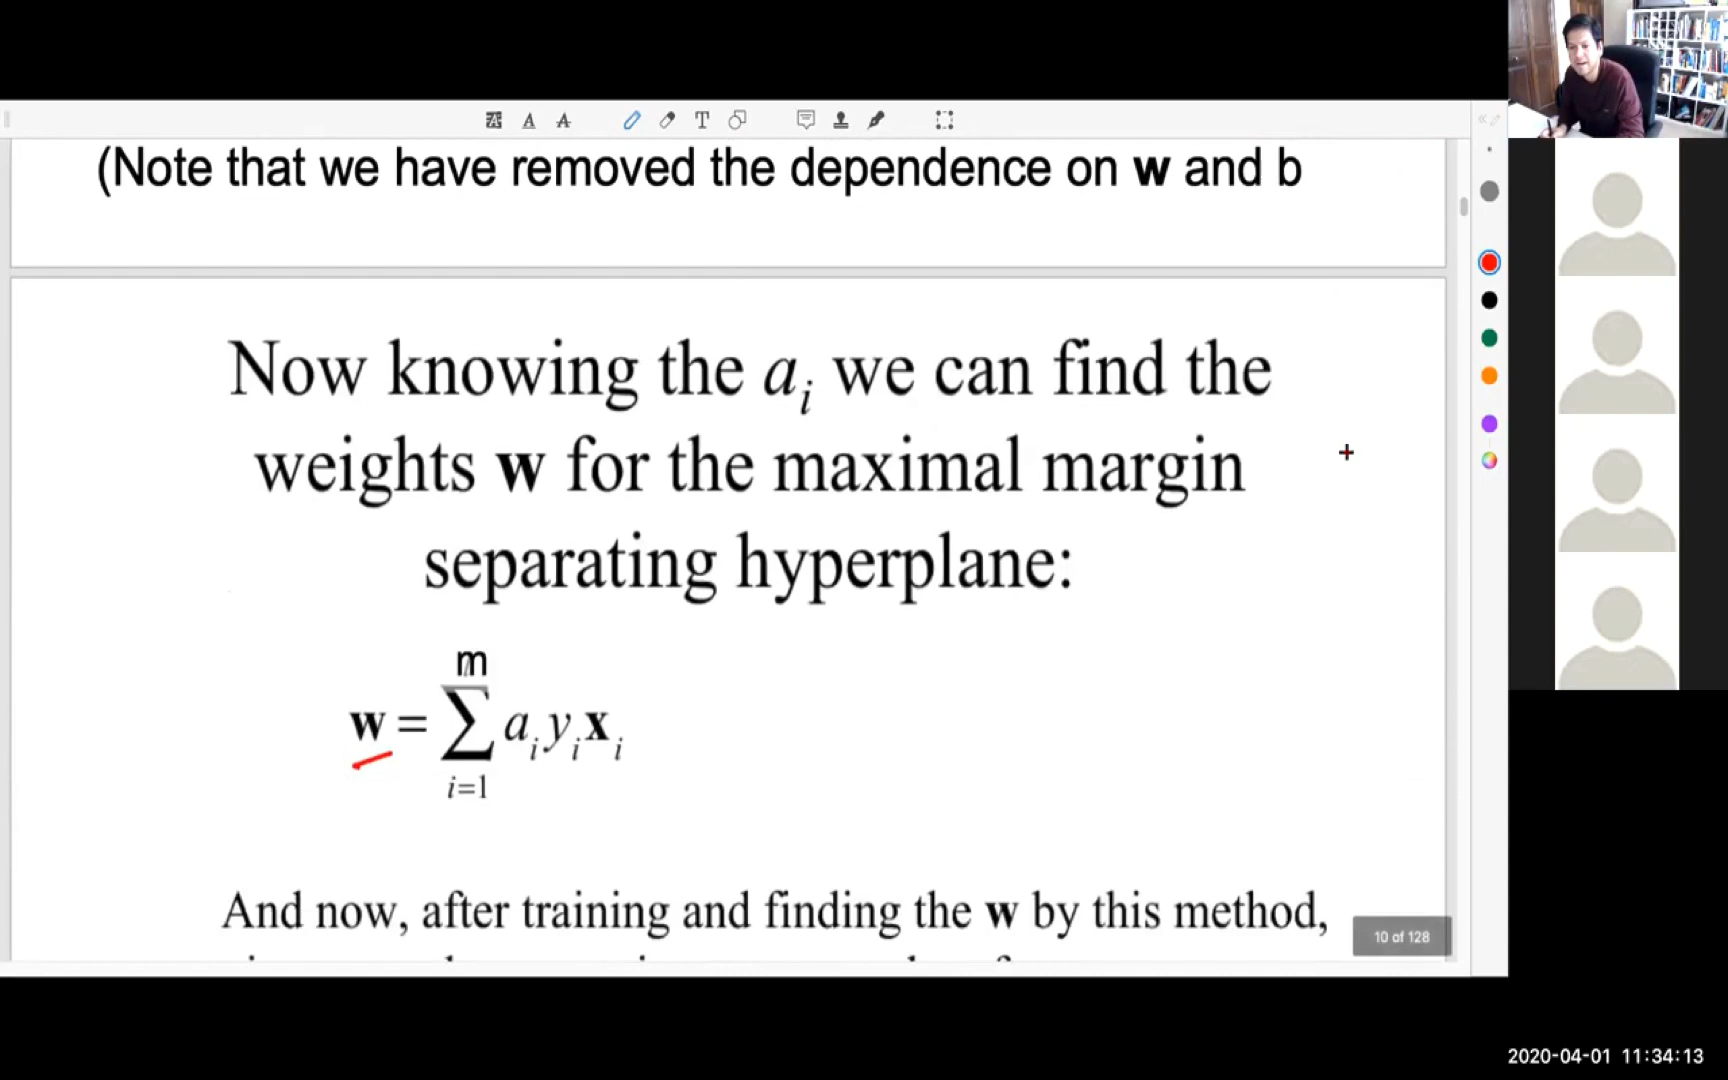 (Note that we have removed the dependence on w and b
Now knowing the a_i we can find the
weights w for the maximal margin
separating hyperplane:
w = \sum_{i=1}^{m} a_i y_i x_i
And now, after training and finding the w by this method,
10 of 128
2020-04-01 11:34:13